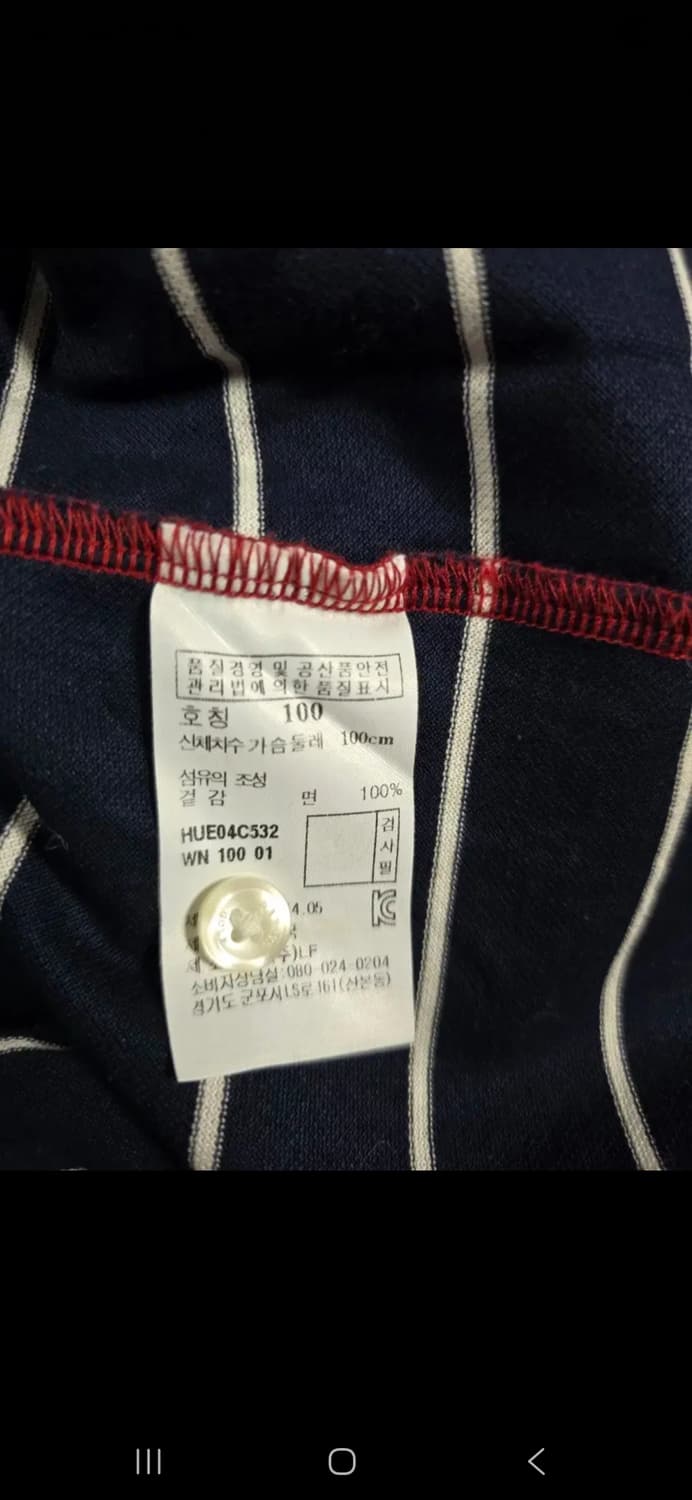 품질경영 및 공산품안전
관리법에 의한 품질표시
호칭 100
신체치수 가슴둘레 100cm
섬유의 조성
겉감 면 100%
HUE04C532
WN 100 01
검사필
4.05
(주)LF
소비자상담실:080-024-0204
경기도 군포시 LS로 161(산본동)